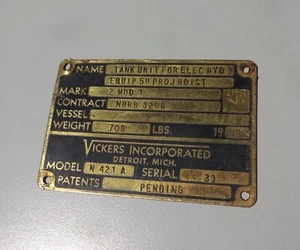 NAME TANK UNIT FOR ELEC HYD
EQUIP 5U PROJ HOIST
MARK 2 MOD 1
CONTRACT NORD 3206
VESSEL
WEIGHT 709 LBS. 19
VICKERS INCORPORATED
DETROIT, MICH.
MODEL N 421 A SERIAL 33
PATENTS PENDING